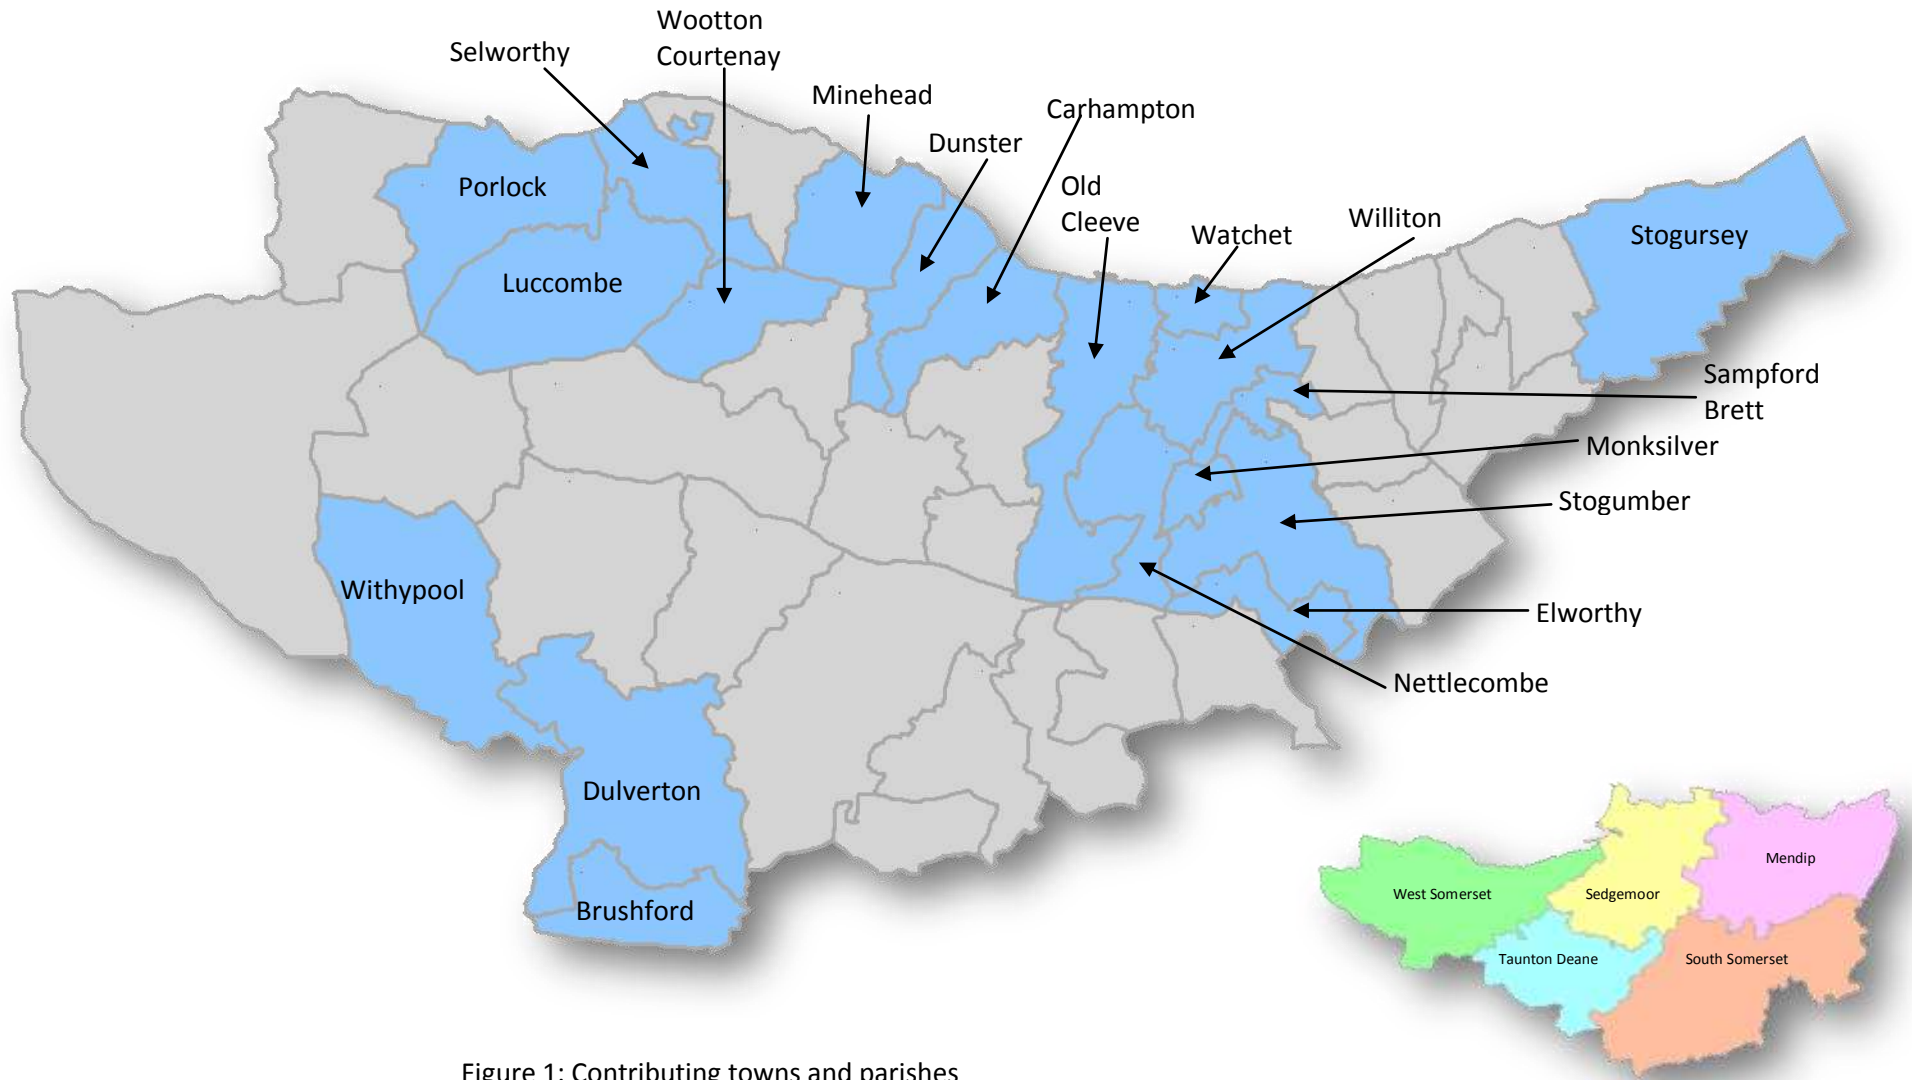 Wootton
Courtenay
Selworthy
Minehead
Carhampton
Dunster
Porlock
Old
Cleeve
Watchet
Williton
Stogursey
Luccombe
Sampford
Brett
Monksilver
Stogumber
Withypool
Elworthy
Nettlecombe
Dulverton
Brushford
Mendip
West Somerset
Sedgemoor
Taunton Deane
South Somerset
Figure 1: Contributing towns and parishes